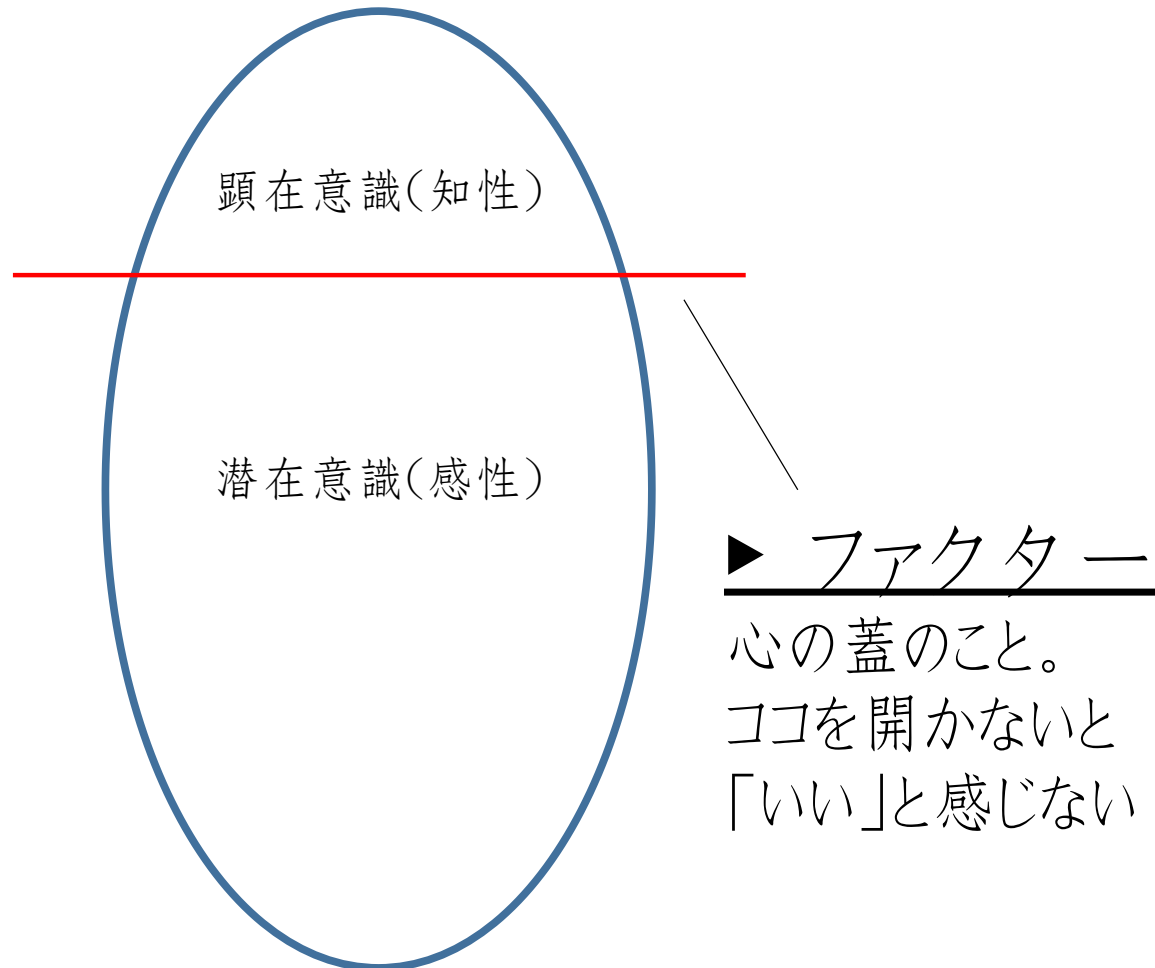 顕在意識(知性)
潜在意識(感性)
▶ ファクター
心の蓋のこと。
ココを開かないと
「いい」と感じない